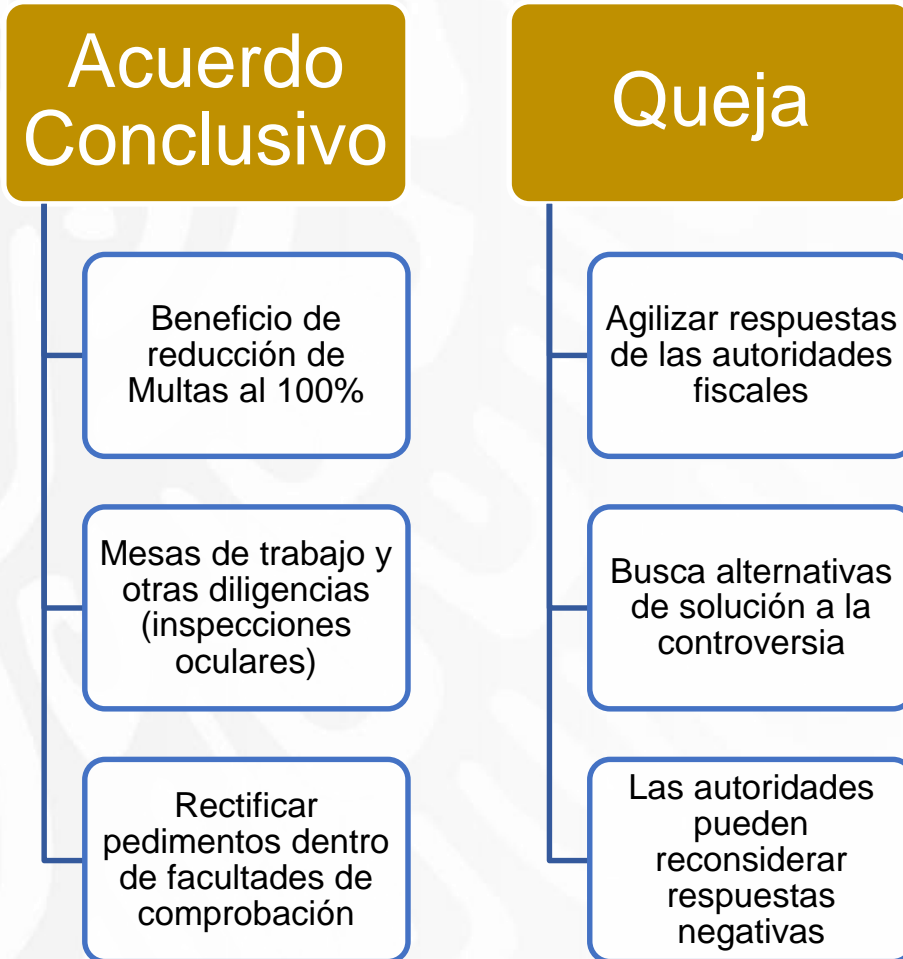 Acuerdo
Conclusivo
Beneficio de
reducción de
Multas al 100%
Mesas de trabajo y
otras diligencias
(inspecciones
oculares)
Rectificar
pedimentos dentro
de facultades de
comprobación
Queja
Agilizar respuestas
de las autoridades
fiscales
Busca alternativas
de solución a la
controversia
Las autoridades
pueden
reconsiderar
respuestas
negativas